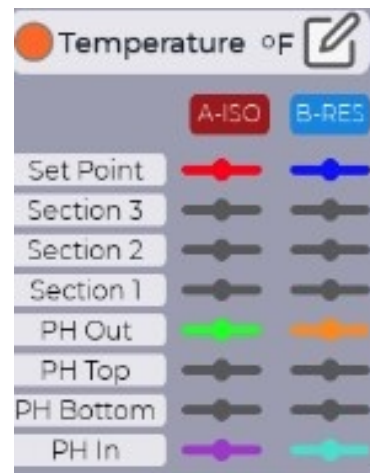 Temperature °F
A-ISO B-RES
Set Point
Section 3
Section 2
Section 1
PH Out
PH Top
PH Bottom
PH In